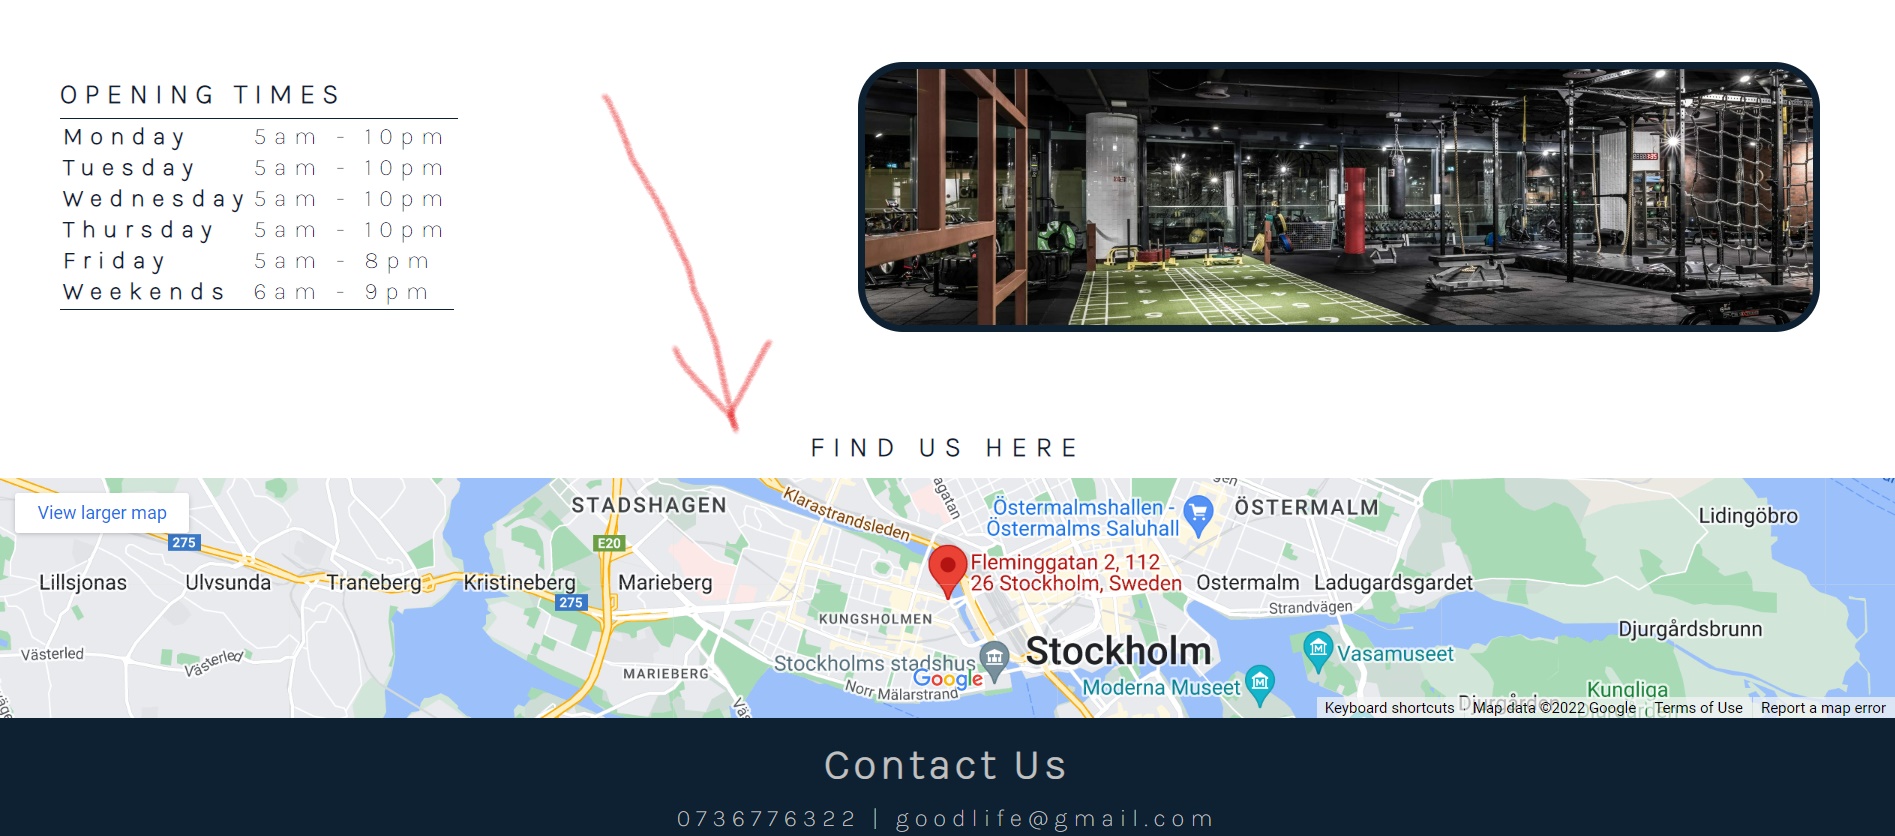 OPENING TIMES
Monday 5am - 10pm
Tuesday 5am - 10pm
Wednesday 5am - 10pm
Thursday 5am - 10pm
Friday 5am - 8pm
Weekends 6am - 9pm
FIND US HERE
View larger map
STADSHAGEN
Klarastrandsleden
agatan
Östermalmshallen -
Östermalms Saluhall
ÖSTERMALM
Lidingöbro
275
E20
Fleminggatan 2, 112
26 Stockholm, Sweden
Lillsjonas
Ulvsunda
Traneberg
Kristineberg
Marieberg
Ostermalm
Ladugardsgardet
275
Strandvägen
KUNGSHOLMEN
Djurgårdsbrunn
Västerled
Västerled
Stockholm
Vasamuseet
Stockholms stadshus
MARIEBERG
Google
Norr Mälarstrand
Moderna Museet
Kungliga
Djurgården
Keyboard shortcuts
Map data ©2022 Google
Terms of Use
Report a map error
Contact Us
0736776322 | goodlife@gmail.com